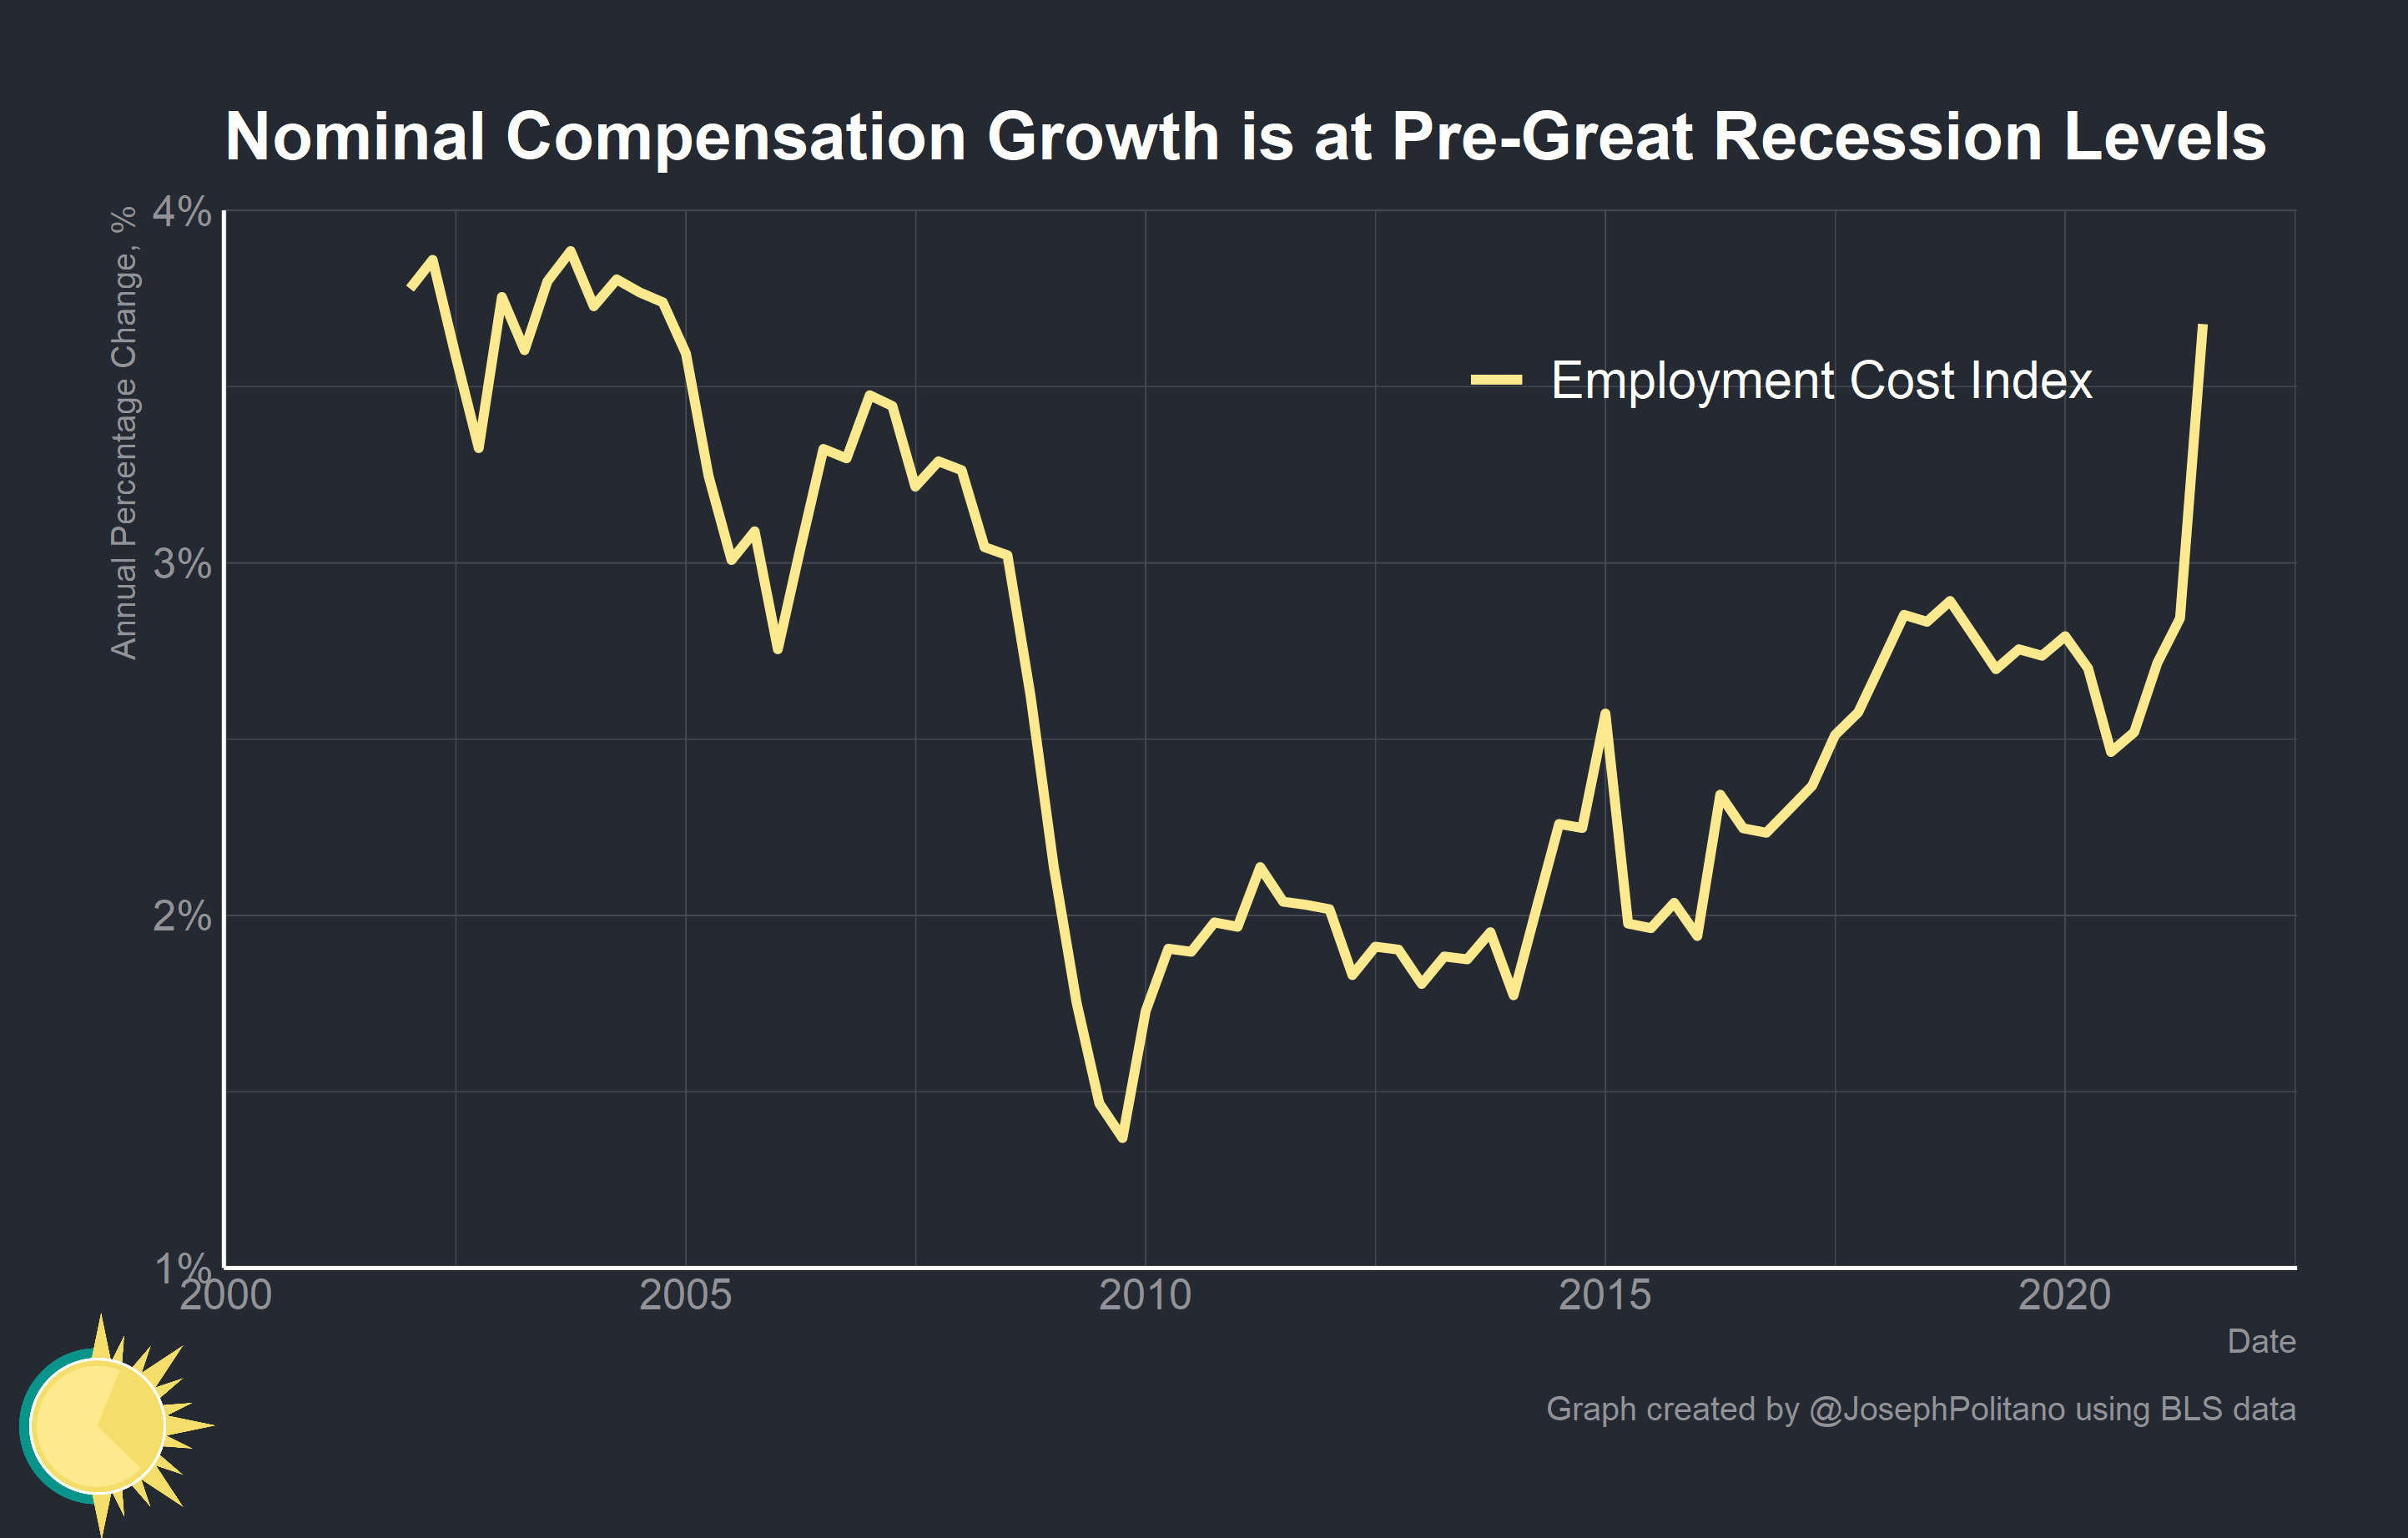 Nominal Compensation Growth is at Pre-Great Recession Levels
Annual Percentage Change, %
4%
3%
2%
1%
Employment Cost Index
2000
2005
2010
2015
2020
Date
Graph created by @JosephPolitano using BLS data